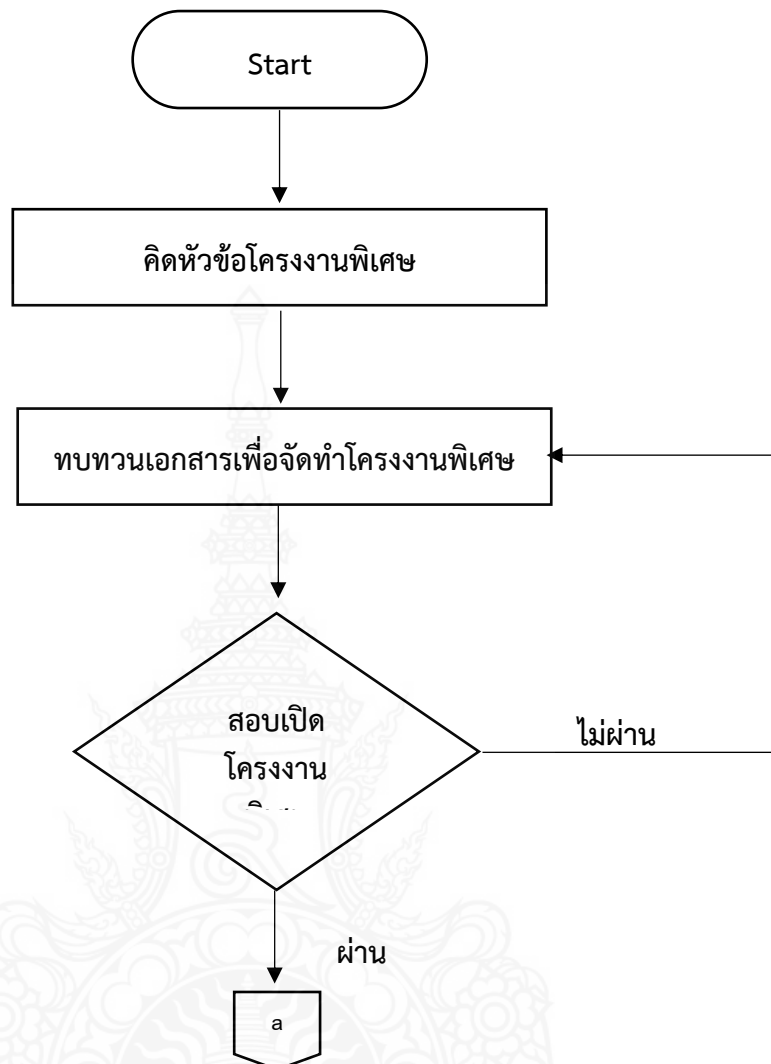 Start
คิดหัวข้อโครงงานพิเศษ
ทบทวนเอกสารเพื่อจัดทำโครงงานพิเศษ
สอบเปิด
โครงงาน
ไม่ผ่าน
ผ่าน
a